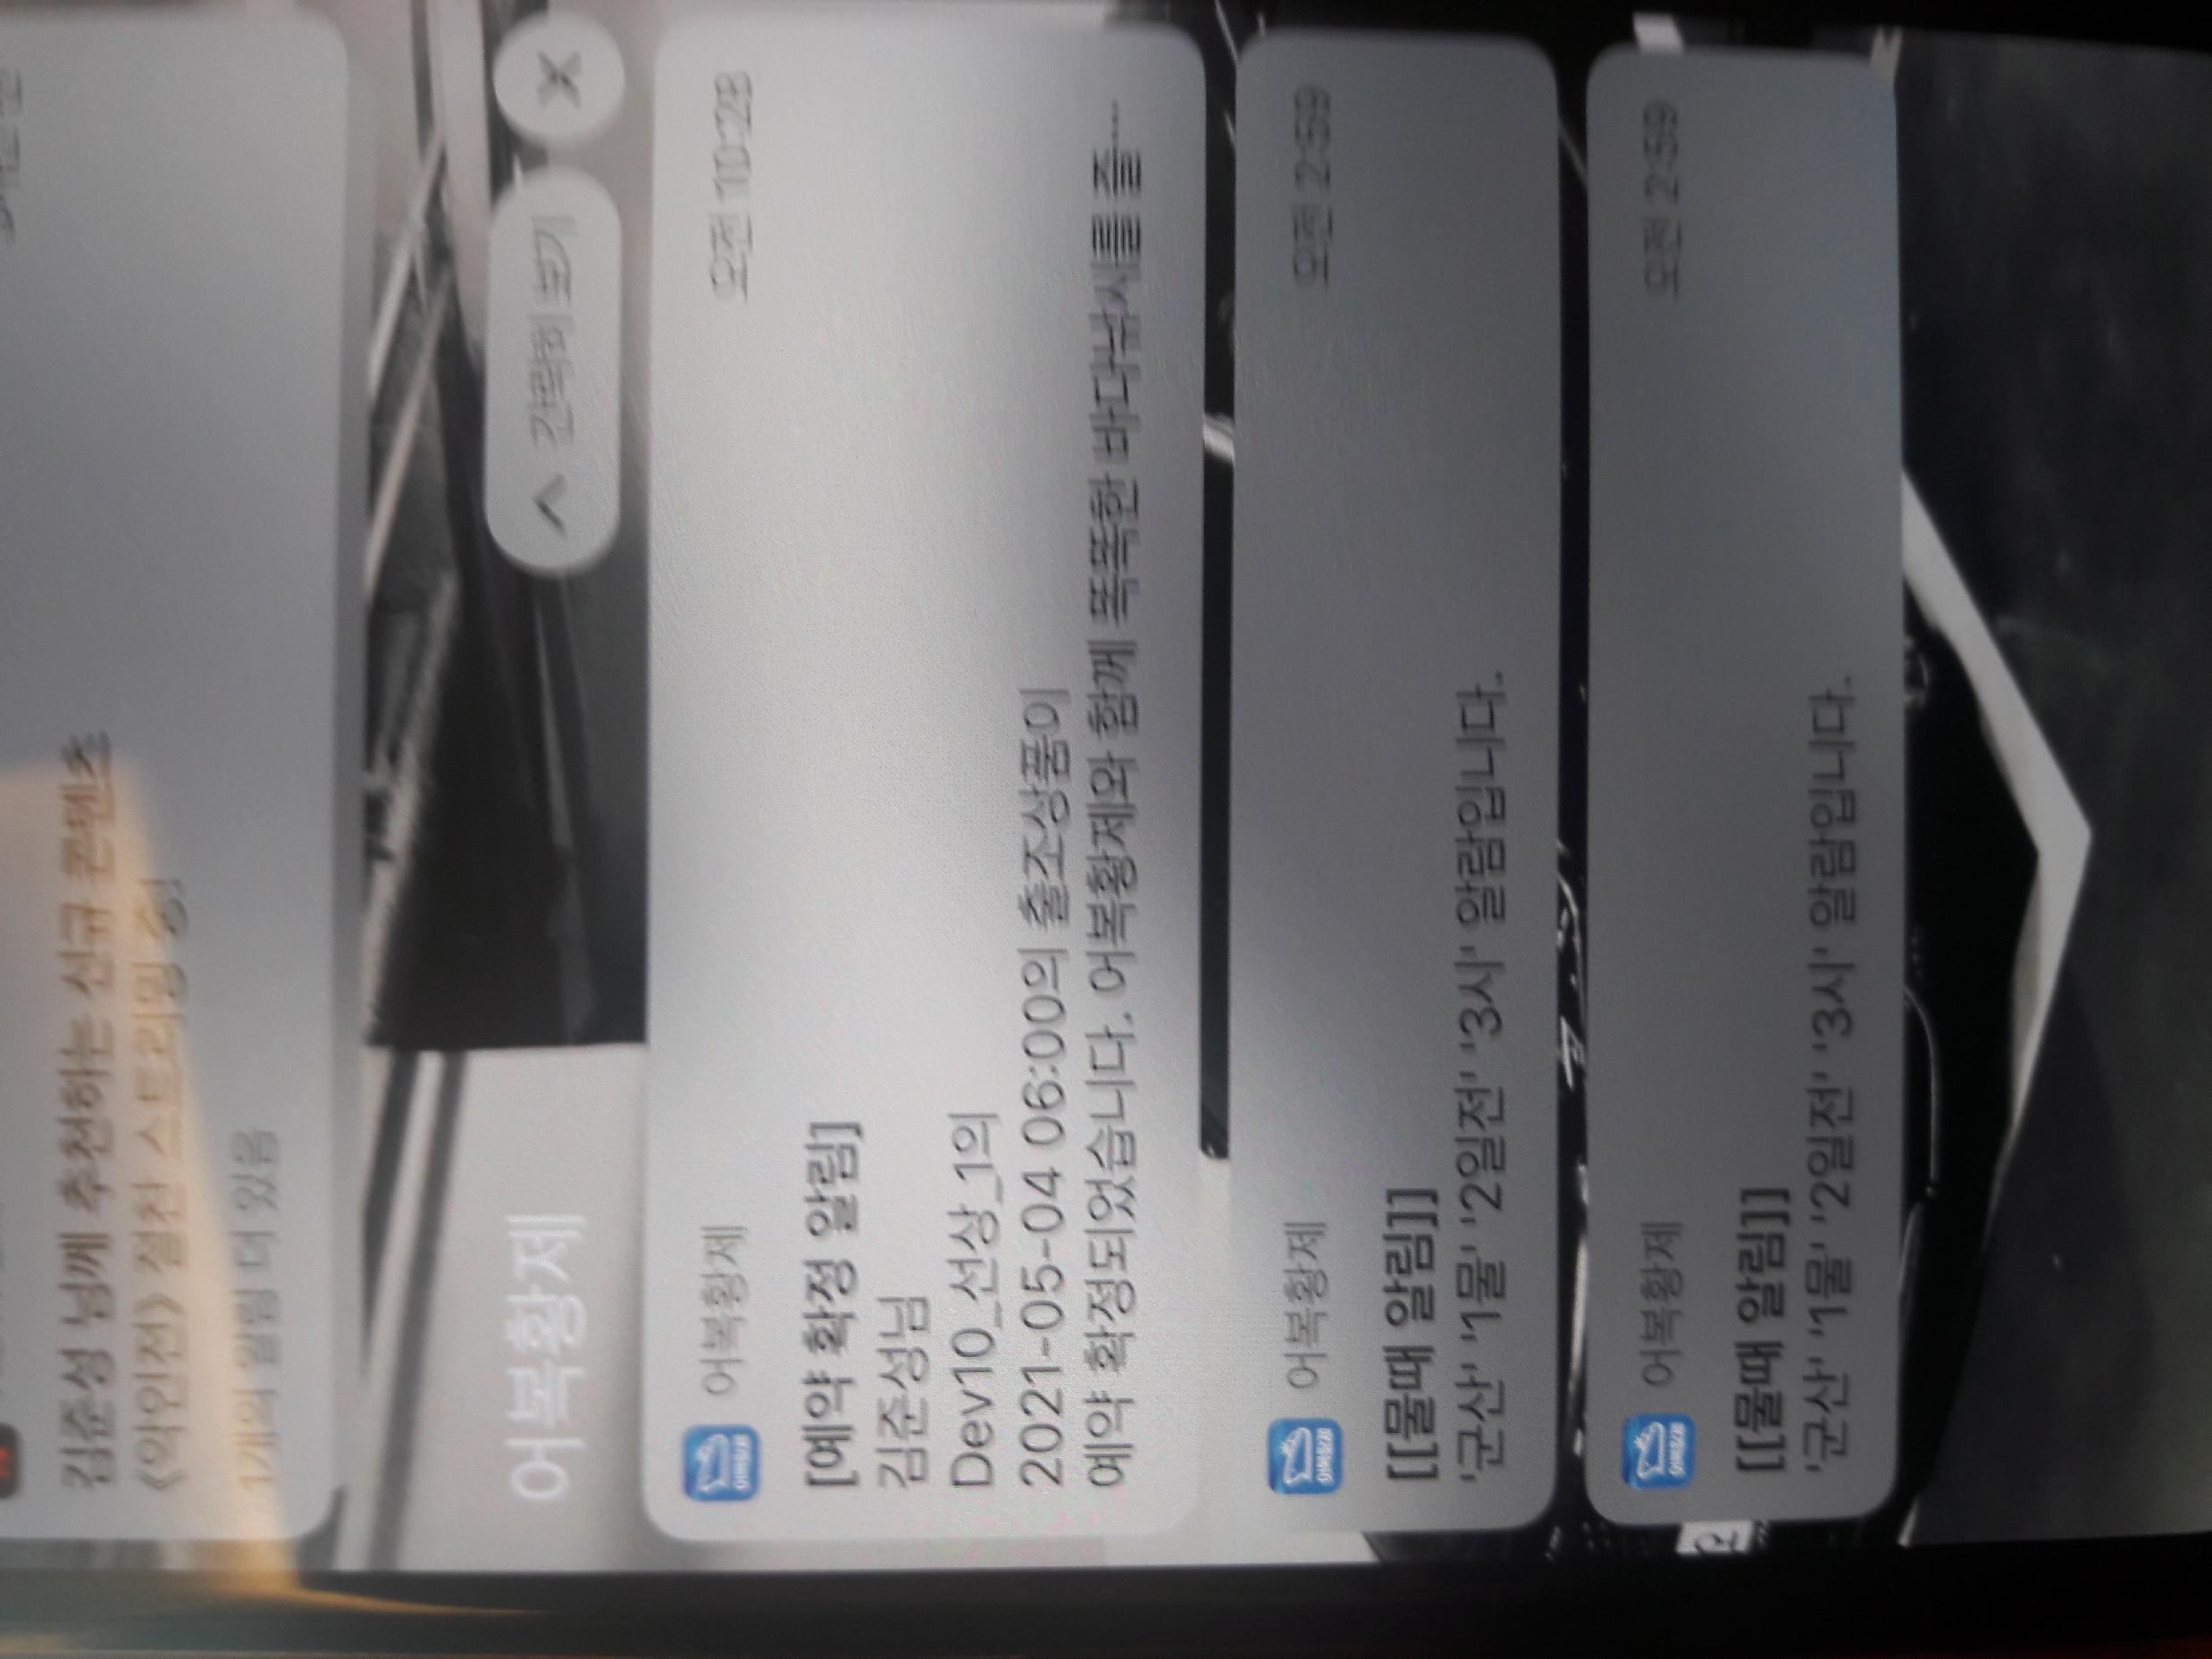 김준성 님께 추천하는 신규 콘텐츠
《악인전》 절찬 스트리밍 중!
1개의 알림 더 있음
어복황제
간략히 보기
어복황제 오전 10:28
[예약 확정 알림]
김준성님
Dev10_선상_1의
2021-05-04 06:00의 출조상품이
예약 확정되었습니다. 어복황제와 함께 똑똑한 바다낚시를 즐…
어복황제 오전 2:59
[[물때 알림]]
'군산' '1물' '2일전' '3시' 알람입니다.
어복황제 오전 2:59
[[물때 알림]]
'군산' '1물' '2일전' '3시' 알람입니다.